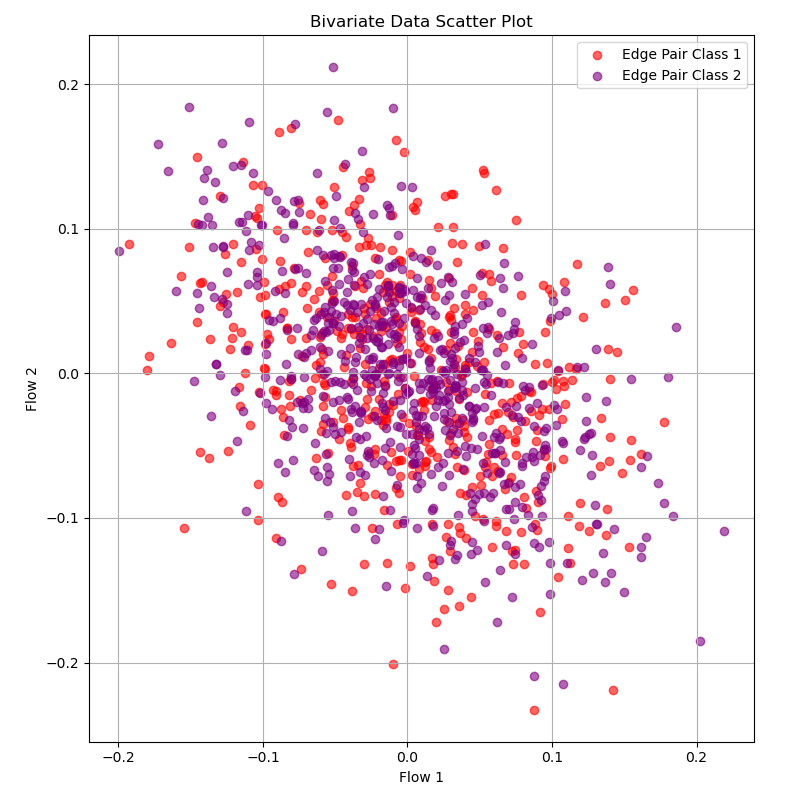 Bivariate Data Scatter Plot
Edge Pair Class 1
Edge Pair Class 2
0.2
0.1
0.0
−0.1
−0.2
Flow 2
−0.2
−0.1
0.0
0.1
0.2
Flow 1